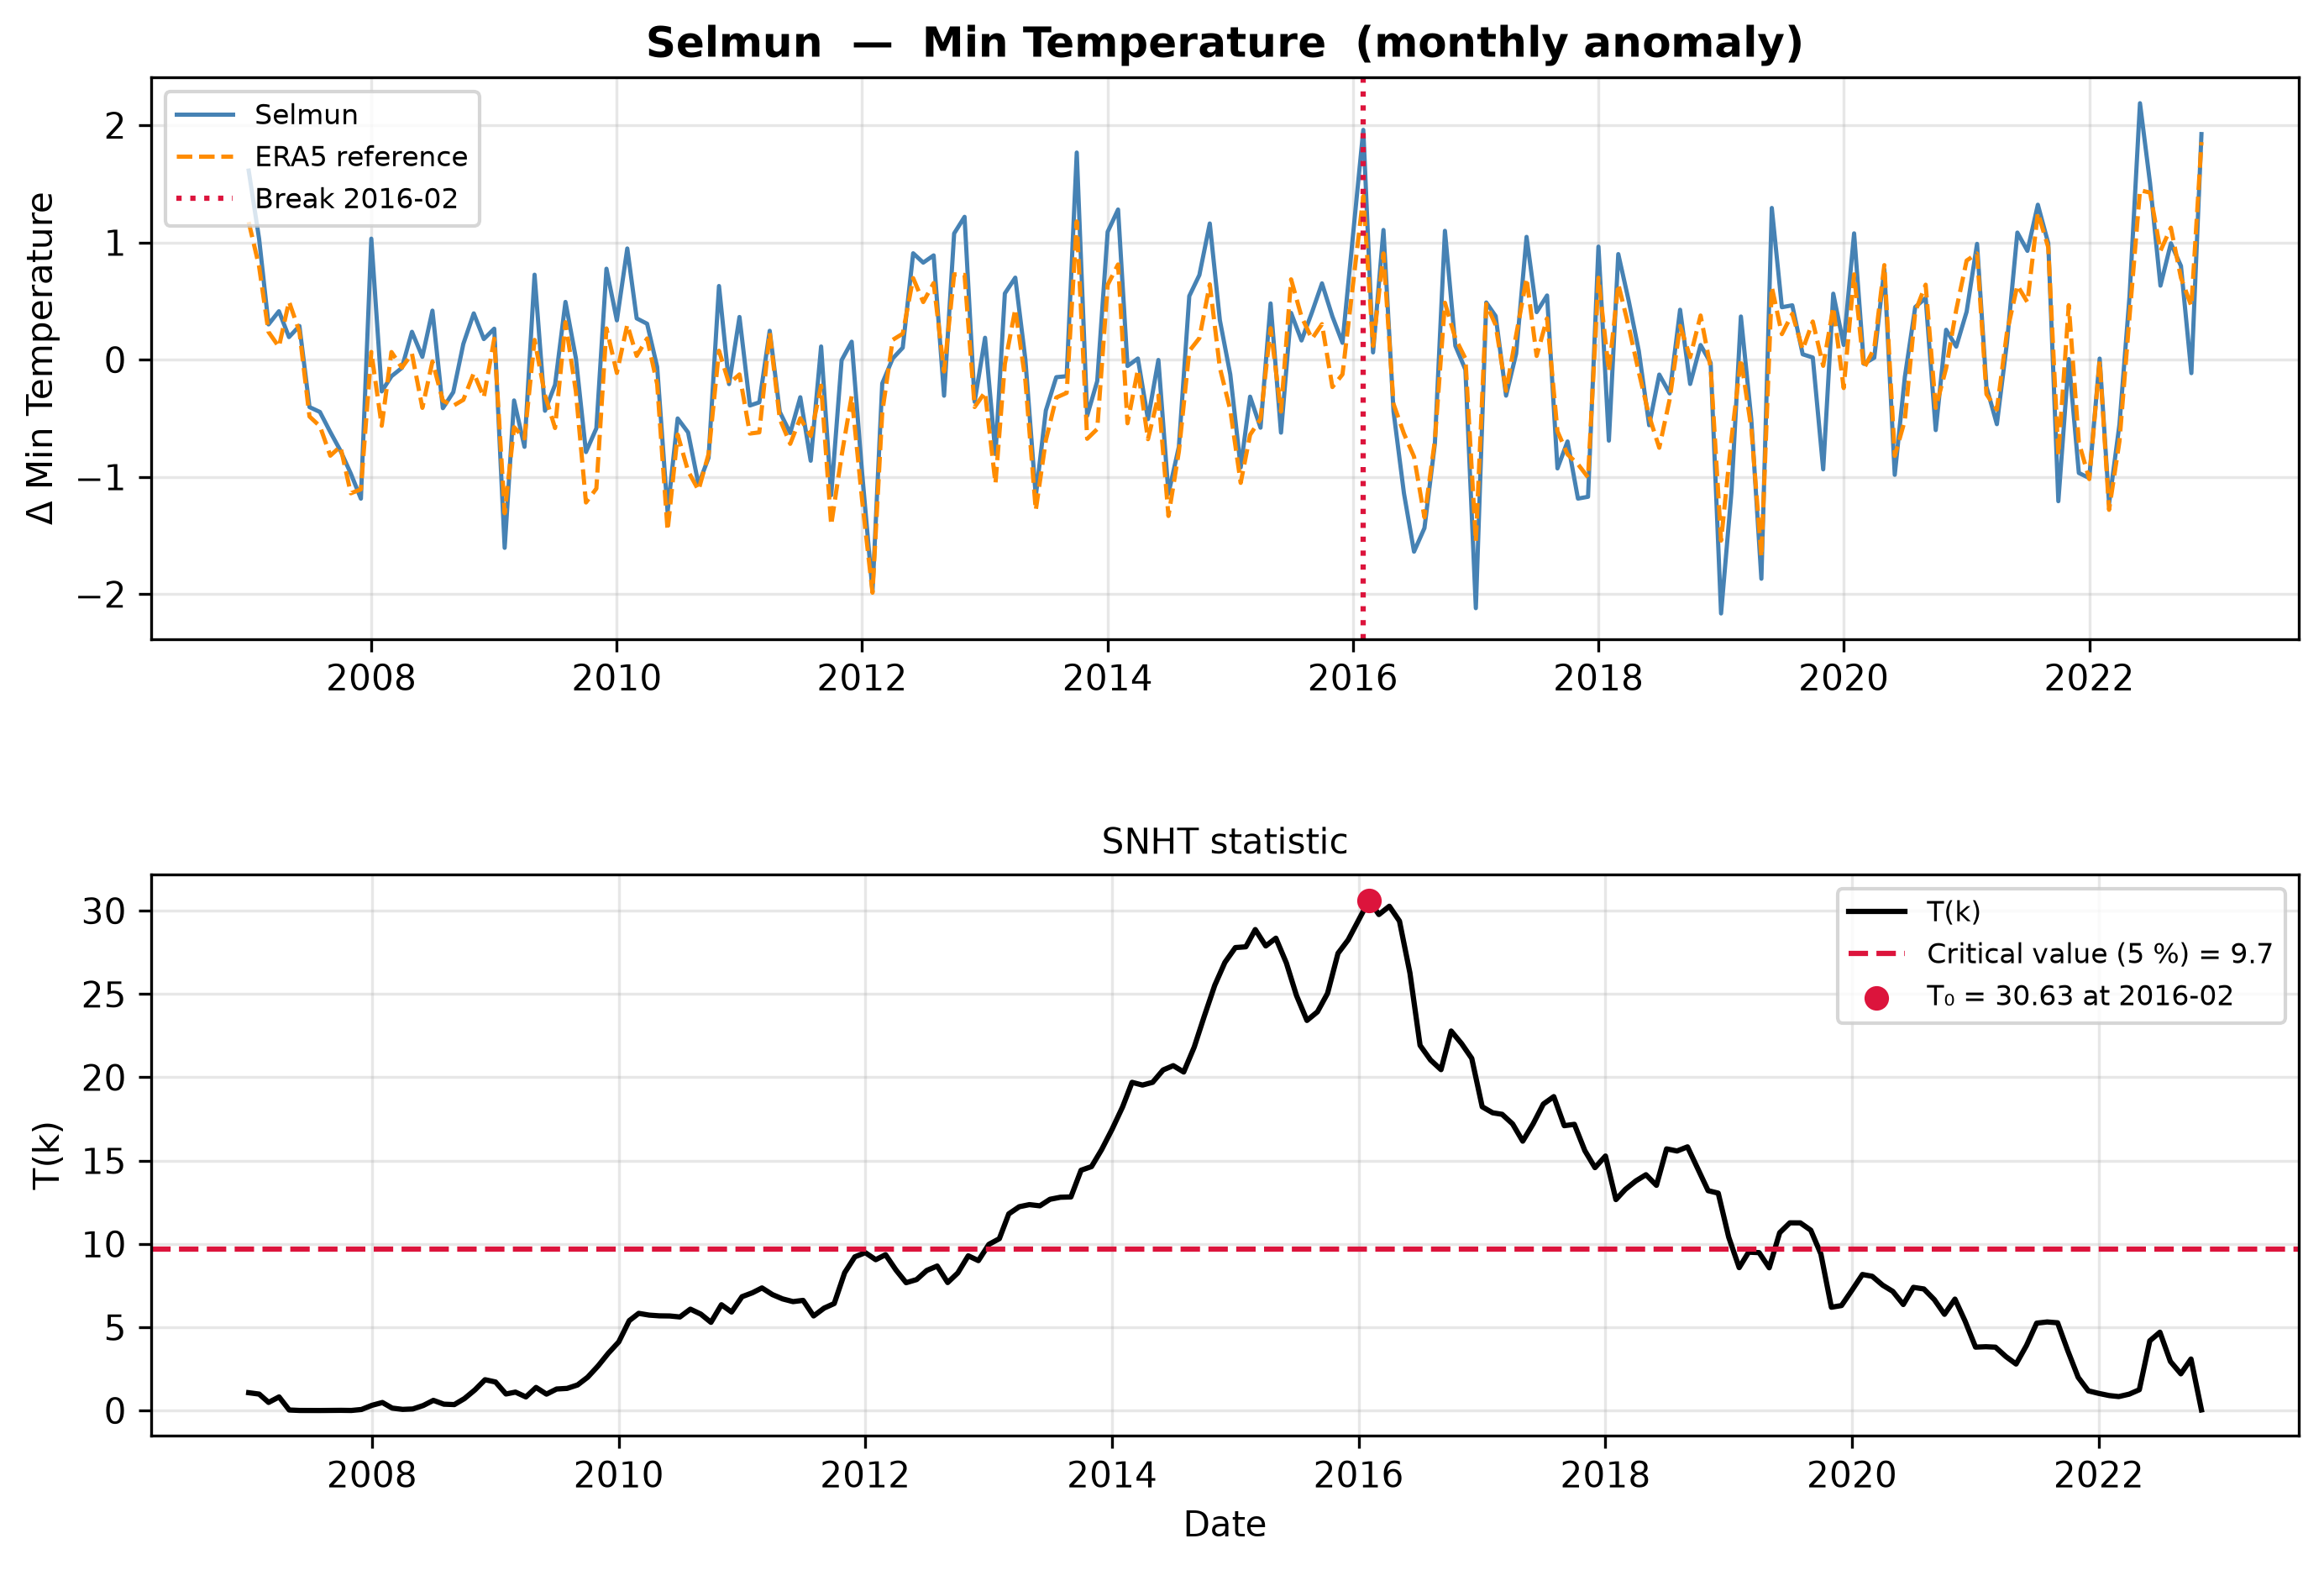 Selmun — Min Temperature (monthly anomaly)
Selmun
ERA5 reference
Break 2016-02
Δ Min Temperature
2
1
0
−1
−2
2008 2010 2012 2014 2016 2018 2020 2022
SNHT statistic
T(k)
Critical value (5 %) = 9.7
T₀ = 30.63 at 2016-02
T(k)
30
25
20
15
10
5
0
2008 2010 2012 2014 2016 2018 2020 2022
Date